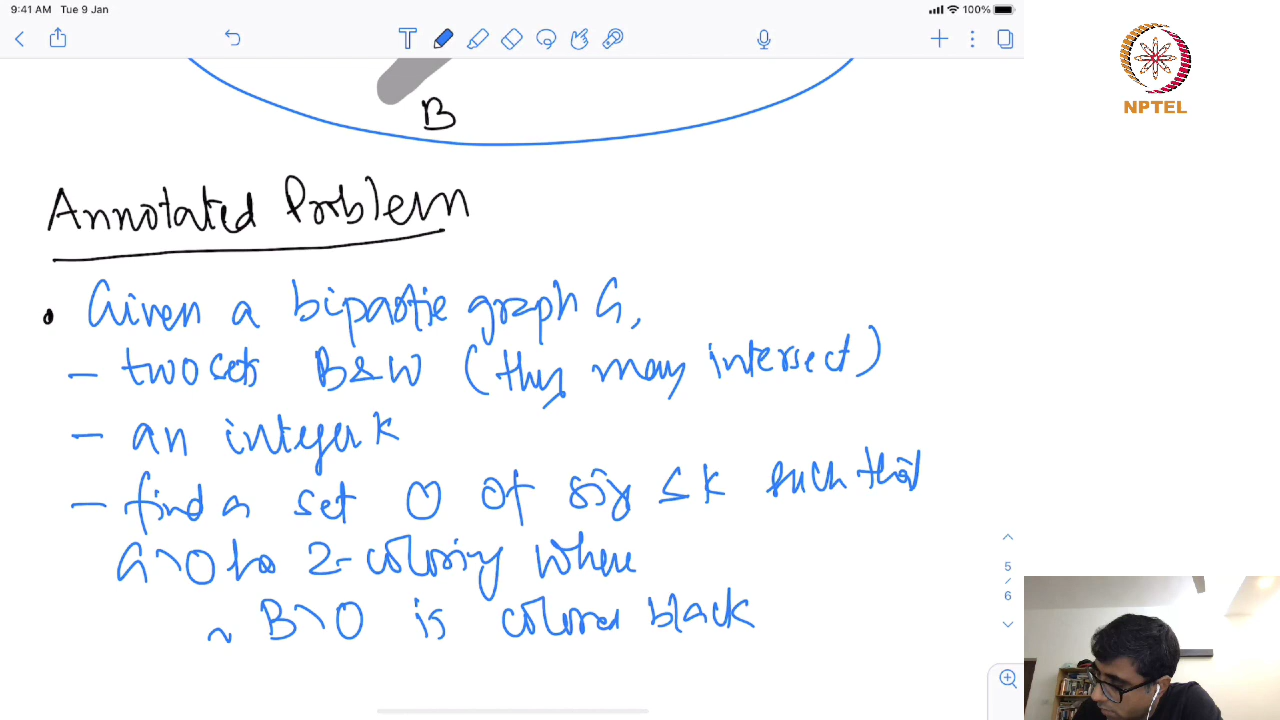 9:41 AM Tue 9 Jan
100%
T
NPTEL
B
Annotated Problem
• Given a bipartite graph G,
- two sets B & W (they may intersect)
- an integer k
- find a set O of size ≤ k such that
G \ O has 2-coloring where
~ B \ O is colored black
5
/
6